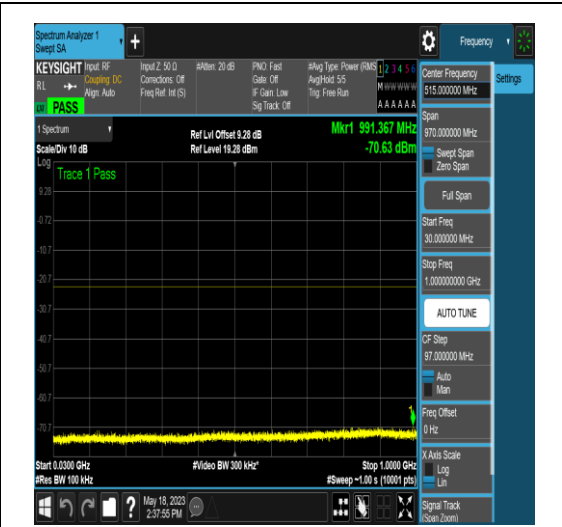 Spectrum Analyzer 1
Swept SA
+
Frequency
KEYSIGHT
RL
LXI
PASS
Input: RF
Coupling: DC
Align: Auto
Input Z: 50 Ω
Corrections: Off
Freq Ref: Int (S)
#Atten: 20 dB
PNO: Fast
Gate: Off
IF Gain: Low
Sig Track: Off
#Avg Type: Power (RMS
Avg|Hold: 5/5
Trig: Free Run
1 2 3 4 5 6
M W W W W W
A A A A A A
1 Spectrum
Scale/Div 10 dB
Ref Lvl Offset 9.28 dB
Ref Level 19.28 dBm
Mkr1 991.367 MHz
-70.63 dBm
Log
Trace 1 Pass
9.28
-0.72
-10.7
-20.7
-30.7
-40.7
-50.7
-60.7
-70.7
1
Start 0.0300 GHz
#Res BW 100 kHz
#Video BW 300 kHz*
Stop 1.0000 GHz
#Sweep ~1.00 s (10001 pts)
?
May 18, 2023
2:37:55 PM
Center Frequency
515.000000 MHz
Settings
Span
970.000000 MHz
Swept Span
Zero Span
Full Span
Start Freq
30.000000 MHz
Stop Freq
1.000000000 GHz
AUTO TUNE
CF Step
97.000000 MHz
Auto
Man
Freq Offset
0 Hz
X Axis Scale
Log
Lin
Signal Track
(Span Zoom)